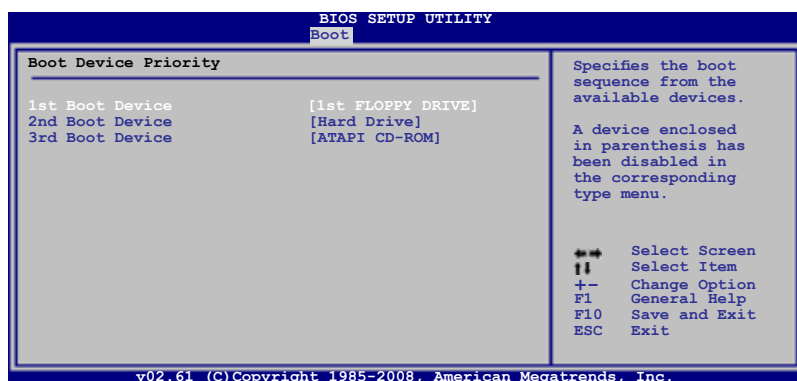 BIOS SETUP UTILITY
Boot
Boot Device Priority
1st Boot Device [1st FLOPPY DRIVE]
2nd Boot Device [Hard Drive]
3rd Boot Device [ATAPI CD-ROM]
Specifies the boot
sequence from the
available devices.
A device enclosed
in parenthesis has
been disabled in
the corresponding
type menu.
←→ Select Screen
↑↓ Select Item
+- Change Option
F1 General Help
F10 Save and Exit
ESC Exit
v02.61 (C)Copyright 1985-2008, American Megatrends, Inc.